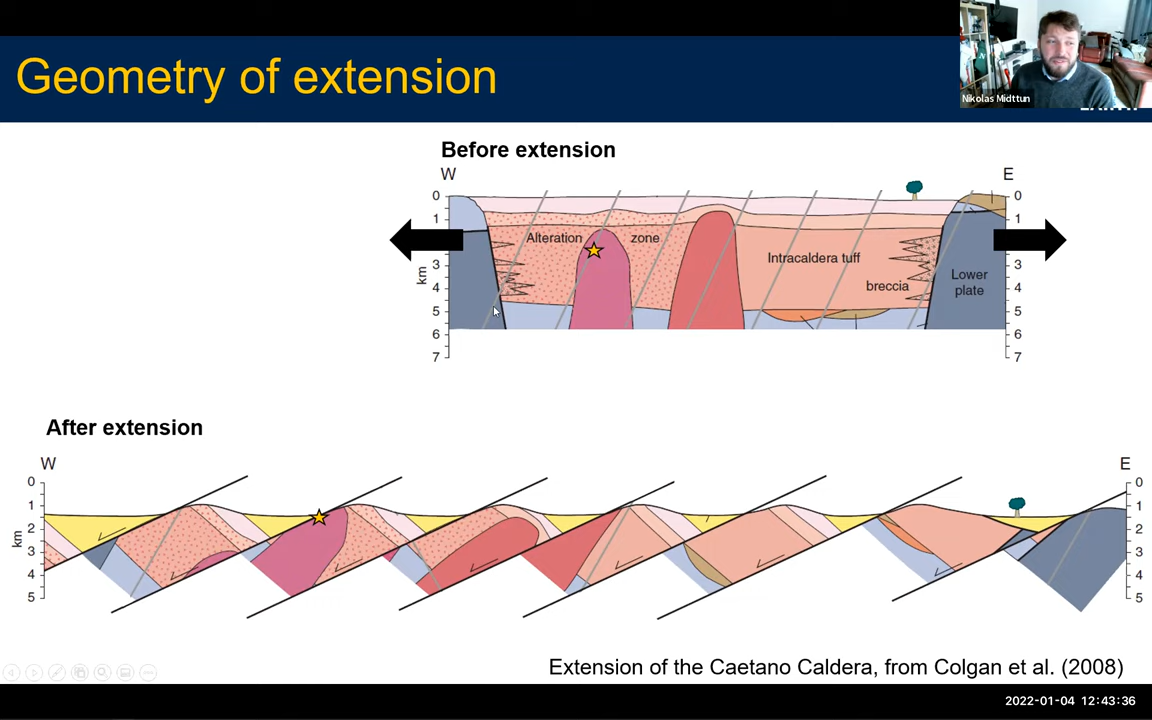 Geometry of extension
Nikolas Midttun
Before extension
W
E
0
1
3
4
5
6
7
km
Alteration zone
Intracaldera tuff
breccia
Lower
plate
0
1
3
4
5
6
7
After extension
W
E
0
1
2
3
4
5
km
0
1
2
3
4
5
Extension of the Caetano Caldera, from Colgan et al. (2008)
2022-01-04 12:43:36